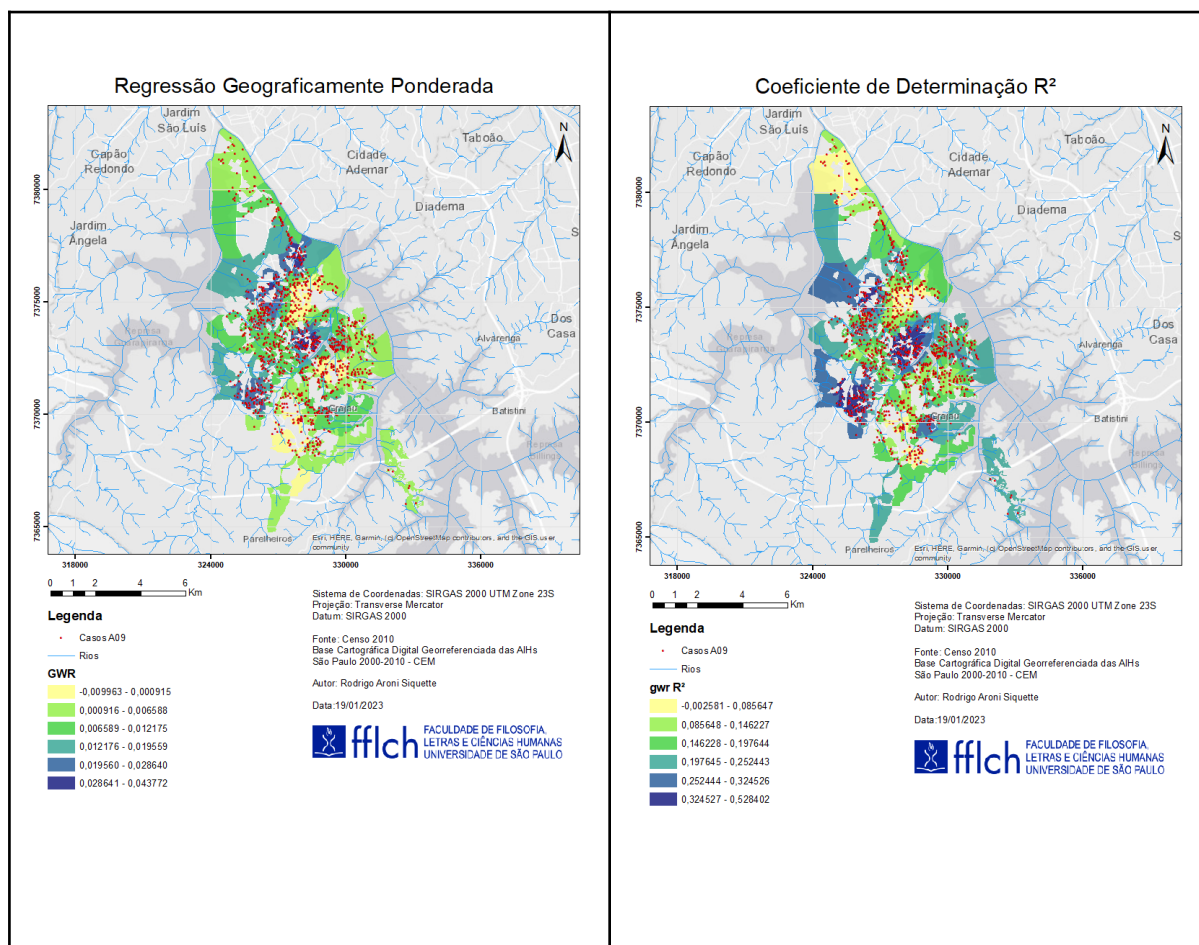 Regressão Geograficamente Ponderada
Jardim
São Luís
Capão
Redondo
Taboão
Cidade
Ademar
Diadema
Jardim
Ângela
S
N
Dos
Casa
Alvarenga
Represa
Guarapiranga
Batistini
Grajaú
Represa
Billings
Parelheiros
Esri, HERE, Garmin, (c) OpenStreetMap contributors, and the GIS user
community
7380000
7375000
7370000
7365000
318000
324000
330000
336000
0 1 2 4 6
Km
Legenda
Casos A09
Rios
GWR
-0,009963 - 0,000915
0,000916 - 0,006588
0,006589 - 0,012175
0,012176 - 0,019559
0,019560 - 0,028640
0,028641 - 0,043772
Sistema de Coordenadas: SIRGAS 2000 UTM Zone 23S
Projeção: Transverse Mercator
Datum: SIRGAS 2000
Fonte: Censo 2010
Base Cartográfica Digital Georreferenciada das AIHs
São Paulo 2000-2010 - CEM
Autor: Rodrigo Aroni Siquette
Data:19/01/2023
fflch
FACULDADE DE FILOSOFIA,
LETRAS E CIÊNCIAS HUMANAS
UNIVERSIDADE DE SÃO PAULO
Coeficiente de Determinação R²
Jardim
São Luís
Capão
Redondo
Taboão
Cidade
Ademar
Diadema
Jardim
Ângela
S
N
Dos
Casa
Alvarenga
Represa
Guarapiranga
Batistini
Grajaú
Represa
Billings
Parelheiros
Esri, HERE, Garmin, (c) OpenStreetMap contributors, and the GIS user
community
7380000
7375000
7370000
7365000
318000
324000
330000
336000
0 1 2 4 6
Km
Legenda
Casos A09
Rios
gwr R²
-0,002581 - 0,085647
0,085648 - 0,146227
0,146228 - 0,197644
0,197645 - 0,252443
0,252444 - 0,324526
0,324527 - 0,528402
Sistema de Coordenadas: SIRGAS 2000 UTM Zone 23S
Projeção: Transverse Mercator
Datum: SIRGAS 2000
Fonte: Censo 2010
Base Cartográfica Digital Georreferenciada das AIHs
São Paulo 2000-2010 - CEM
Autor: Rodrigo Aroni Siquette
Data:19/01/2023
fflch
FACULDADE DE FILOSOFIA,
LETRAS E CIÊNCIAS HUMANAS
UNIVERSIDADE DE SÃO PAULO